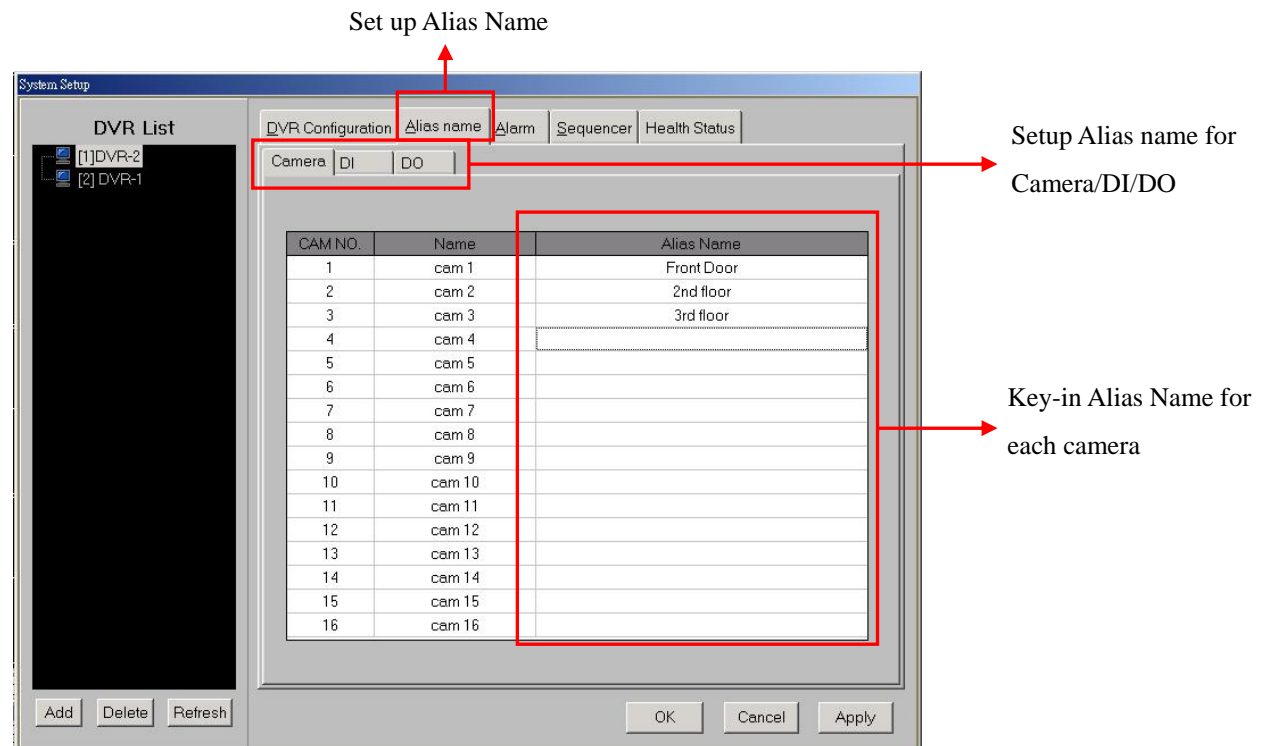 Set up Alias Name
System Setup
DVR List
[1]DVR-2
[2] DVR-1
DVR Configuration Alias name Alarm Sequencer Health Status
Camera DI DO
Setup Alias name for
Camera/DI/DO
CAM NO. Name Alias Name
1 cam 1 Front Door
2 cam 2 2nd floor
3 cam 3 3rd floor
4 cam 4
5 cam 5
6 cam 6
7 cam 7
8 cam 8
9 cam 9
10 cam 10
11 cam 11
12 cam 12
13 cam 13
14 cam 14
15 cam 15
16 cam 16
Key-in Alias Name for
each camera
Add Delete Refresh
OK Cancel Apply